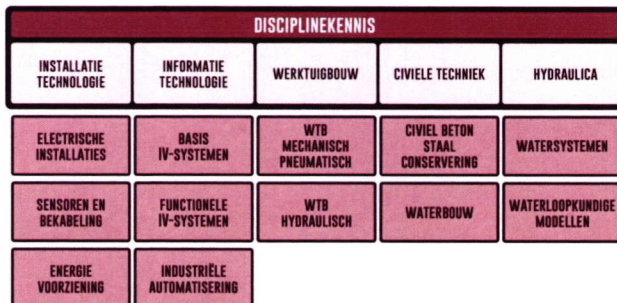 DISCIPLINEKENNIS
INSTALLATIE
TECHNOLOGIE
INFORMATIE
TECHNOLOGIE
WERKTUIGBOUW
CIVIELE TECHNIEK
HYDRAULICA
ELECTRISCHE
INSTALLATIES
BASIS
IV-SYSTEMEN
WTB
MECHANISCH
PNEUMATISCH
CIVIEL BETON
STAAL
CONSERVERING
WATERSYSTEMEN
SENSOREN EN
BEKABELING
FUNCTIONELE
IV-SYSTEMEN
WTB
HYDRAULISCH
WATERBOUW
WATERLOOPKUNDIGE
MODELLEN
ENERGIE
VOORZIENING
INDUSTRIËLE
AUTOMATISERING